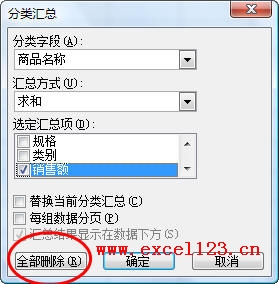 分类汇总
分类字段(A):
商品名称
汇总方式(U):
求和
选定汇总项(D):
规格
类别
销售额
替换当前分类汇总(C)
每组数据分页(P)
汇总结果显示在数据下方(S)
www.excel123.cn
全部删除(R) 确定 取消